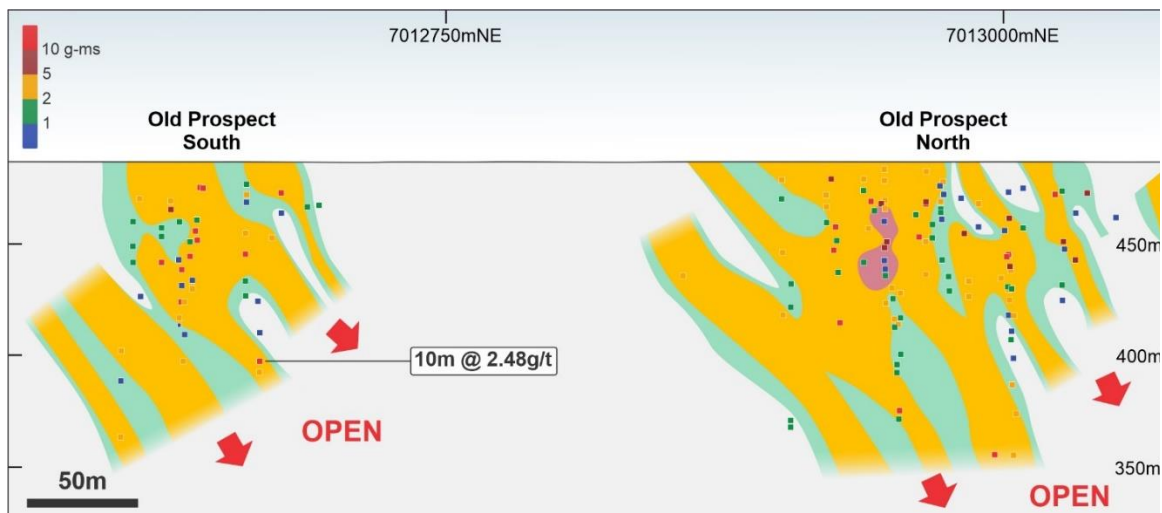 7012750mNE
7013000mNE
10 g-ms
5
2
1
Old Prospect
South
Old Prospect
North
450m
400m
10m @ 2.48g/t
OPEN
350m
50m
OPEN